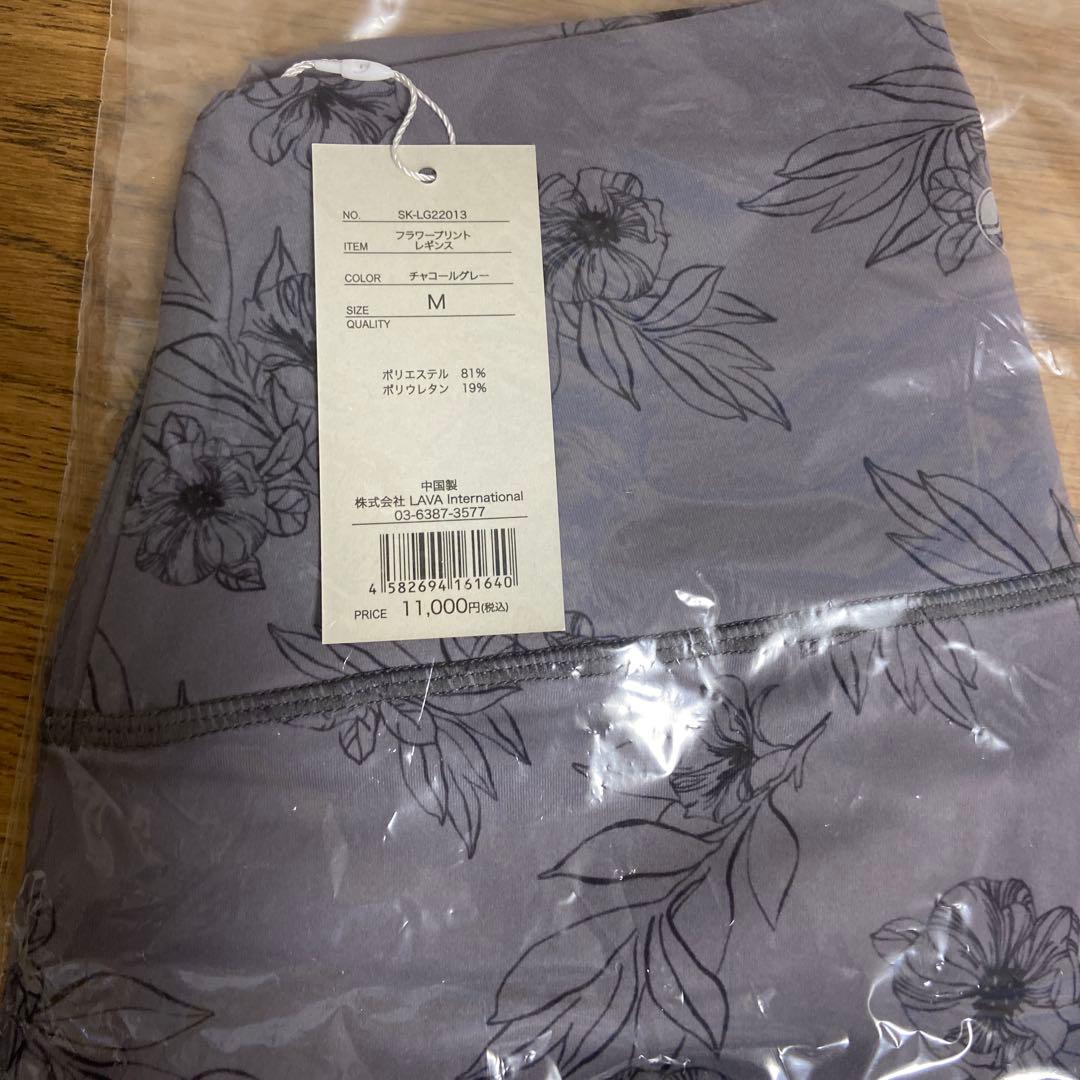 NO. SK-LG22013
ITEM フラワープリント
レギンス
COLOR チャコールグレー
SIZE M
QUALITY
ポリエステル 81%
ポリウレタン 19%
中国製
株式会社 LAVA International
03-6387-3577
4 582694 161640
PRICE 11,000円(税込)